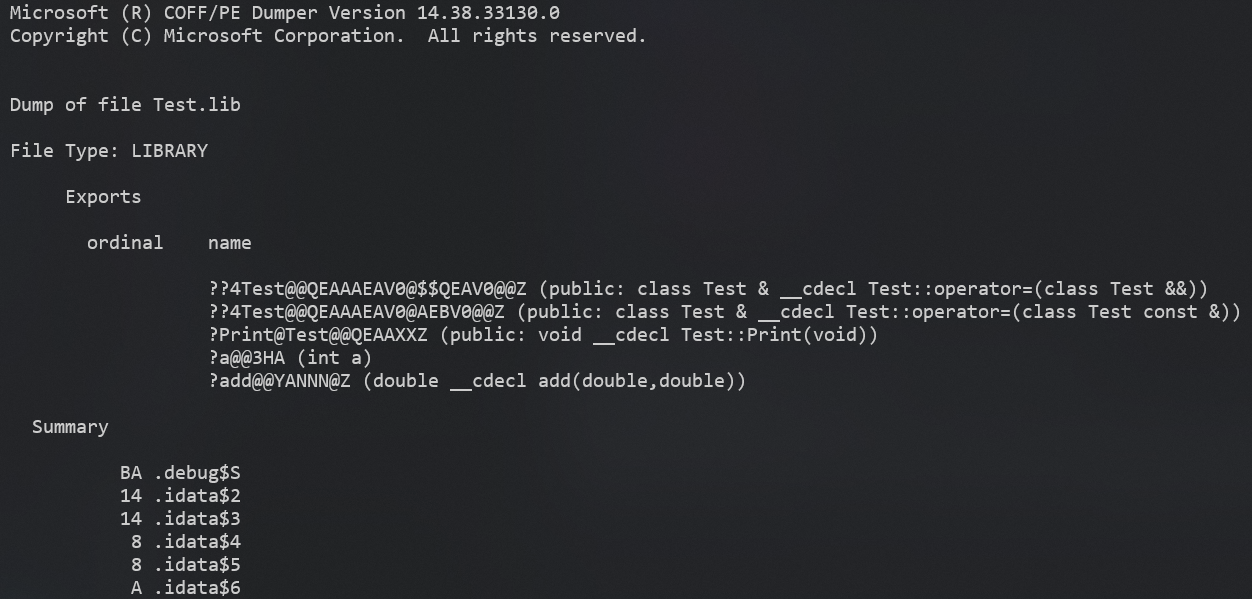 Microsoft (R) COFF/PE Dumper Version 14.38.33130.0
Copyright (C) Microsoft Corporation.  All rights reserved.
Dump of file Test.lib
File Type: LIBRARY
Exports
ordinal    name
??4Test@@QEAAAEAV0@$$QEAV0@@Z (public: class Test & __cdecl Test::operator=(class Test &&))
??4Test@@QEAAAEAV0@AEBV0@@Z (public: class Test & __cdecl Test::operator=(class Test const &))
?Print@Test@@QEAAXXZ (public: void __cdecl Test::Print(void))
?a@@3HA (int a)
?add@@YANNN@Z (double __cdecl add(double,double))
Summary
BA .debug$S
14 .idata$2
14 .idata$3
8 .idata$4
8 .idata$5
A .idata$6